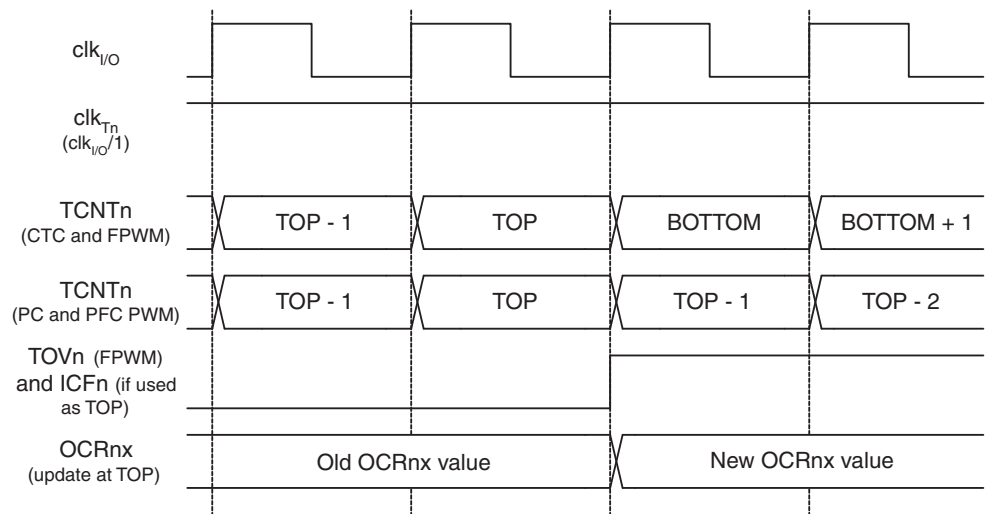 clkI/O
clkTn
(clkI/O/1)
TCNTn
(CTC and FPWM)
TOP - 1
TOP
BOTTOM
BOTTOM + 1
TCNTn
(PC and PFC PWM)
TOP - 1
TOP
TOP - 1
TOP - 2
TOVn (FPWM)
and ICFn (if used
as TOP)
OCRnx
(update at TOP)
Old OCRnx value
New OCRnx value